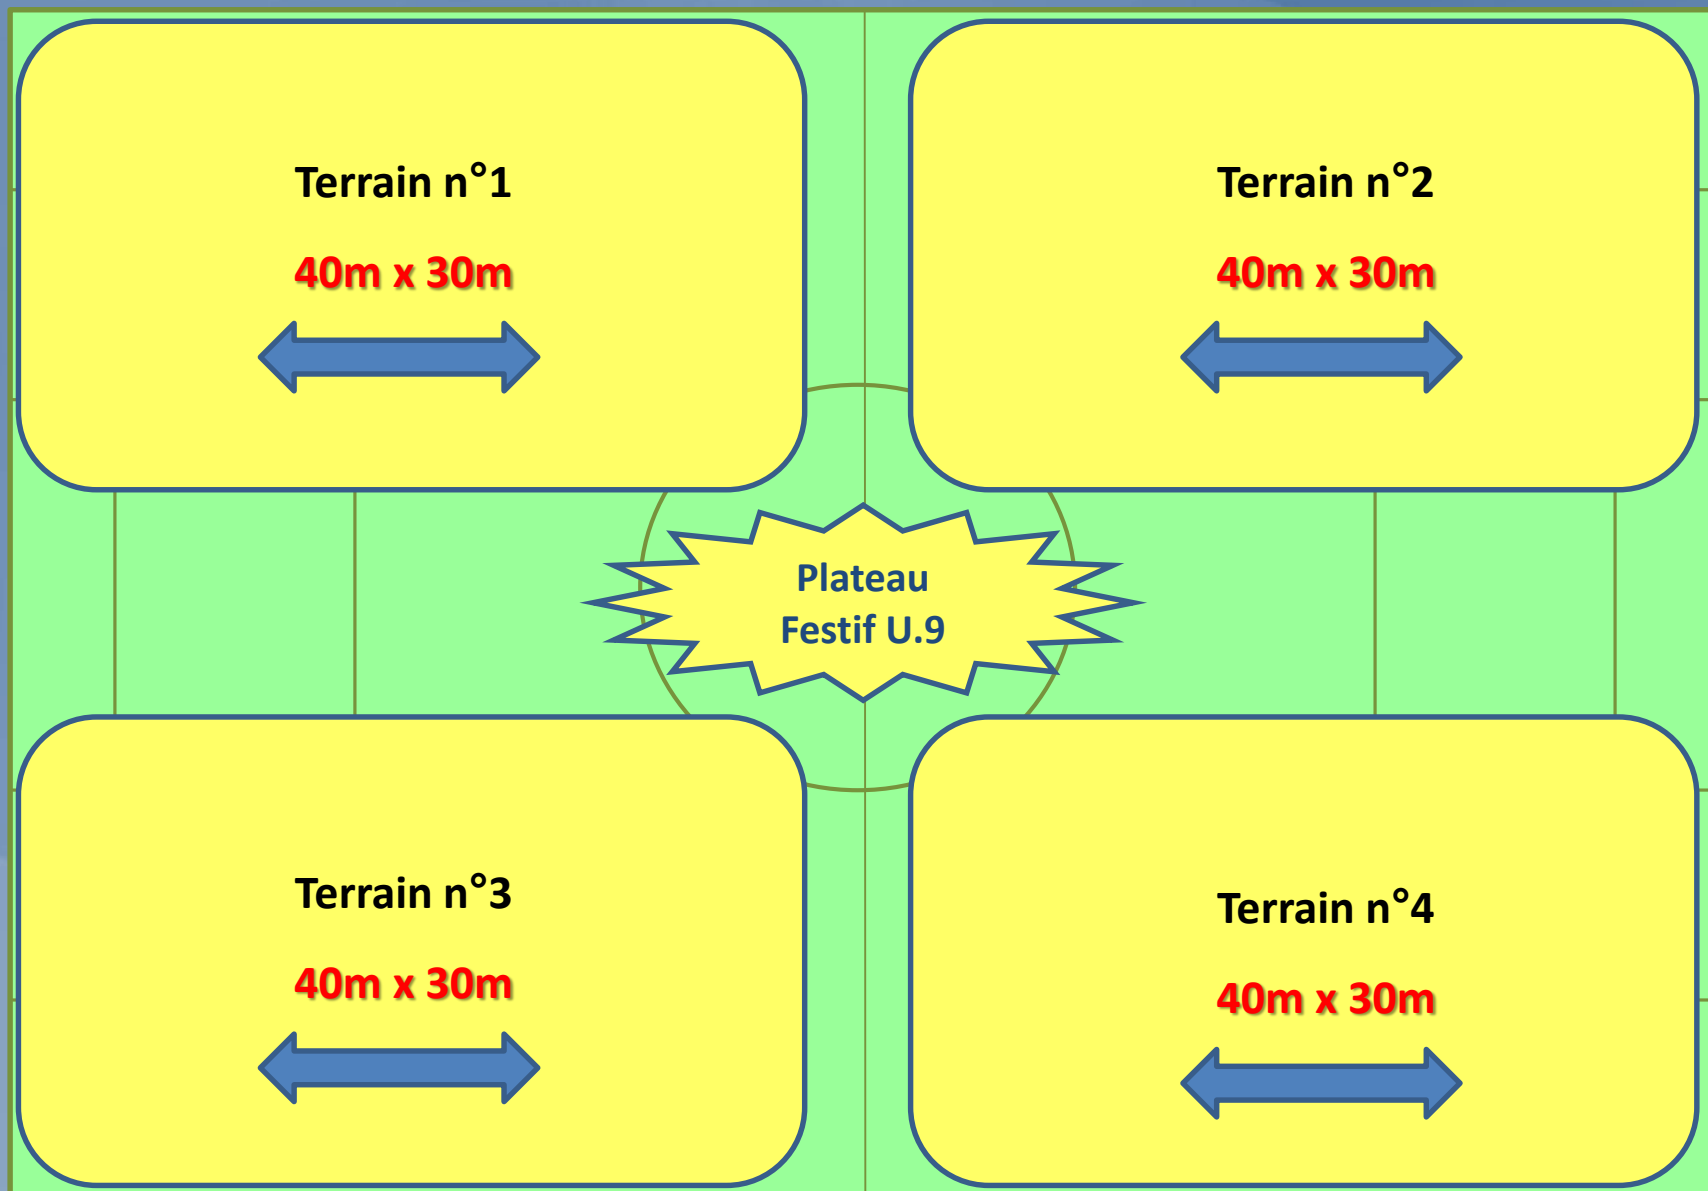 Terrain n°1
40m x 30m
Terrain n°2
40m x 30m
Plateau
Festif U.9
Terrain n°3
40m x 30m
Terrain n°4
40m x 30m